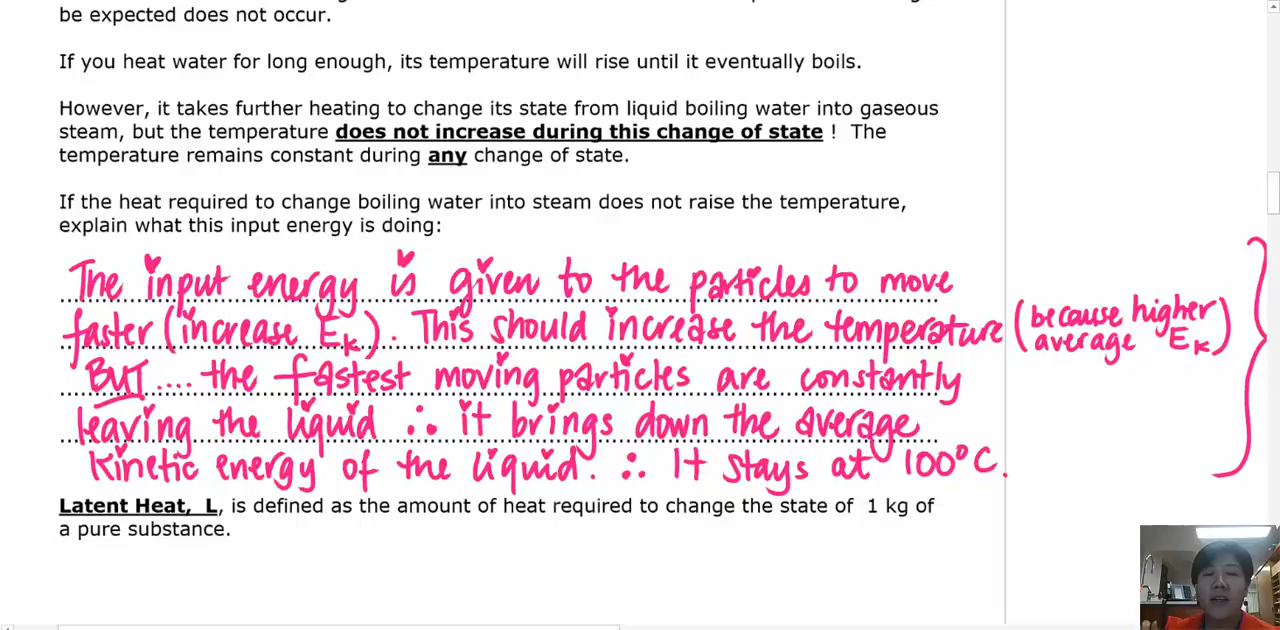 be expected does not occur.
If you heat water for long enough, its temperature will rise until it eventually boils.
However, it takes further heating to change its state from liquid boiling water into gaseous
steam, but the temperature does not increase during this change of state ! The
temperature remains constant during any change of state.
If the heat required to change boiling water into steam does not raise the temperature,
explain what this input energy is doing:
The input energy is given to the particles to move
faster (increase Ek). This should increase the temperature (because higher average Ek)
BUT.... the fastest moving particles are constantly
leaving the liquid ∴ it brings down the average
kinetic energy of the liquid. ∴ It stays at 100°C.
Latent Heat, L, is defined as the amount of heat required to change the state of 1 kg of
a pure substance.